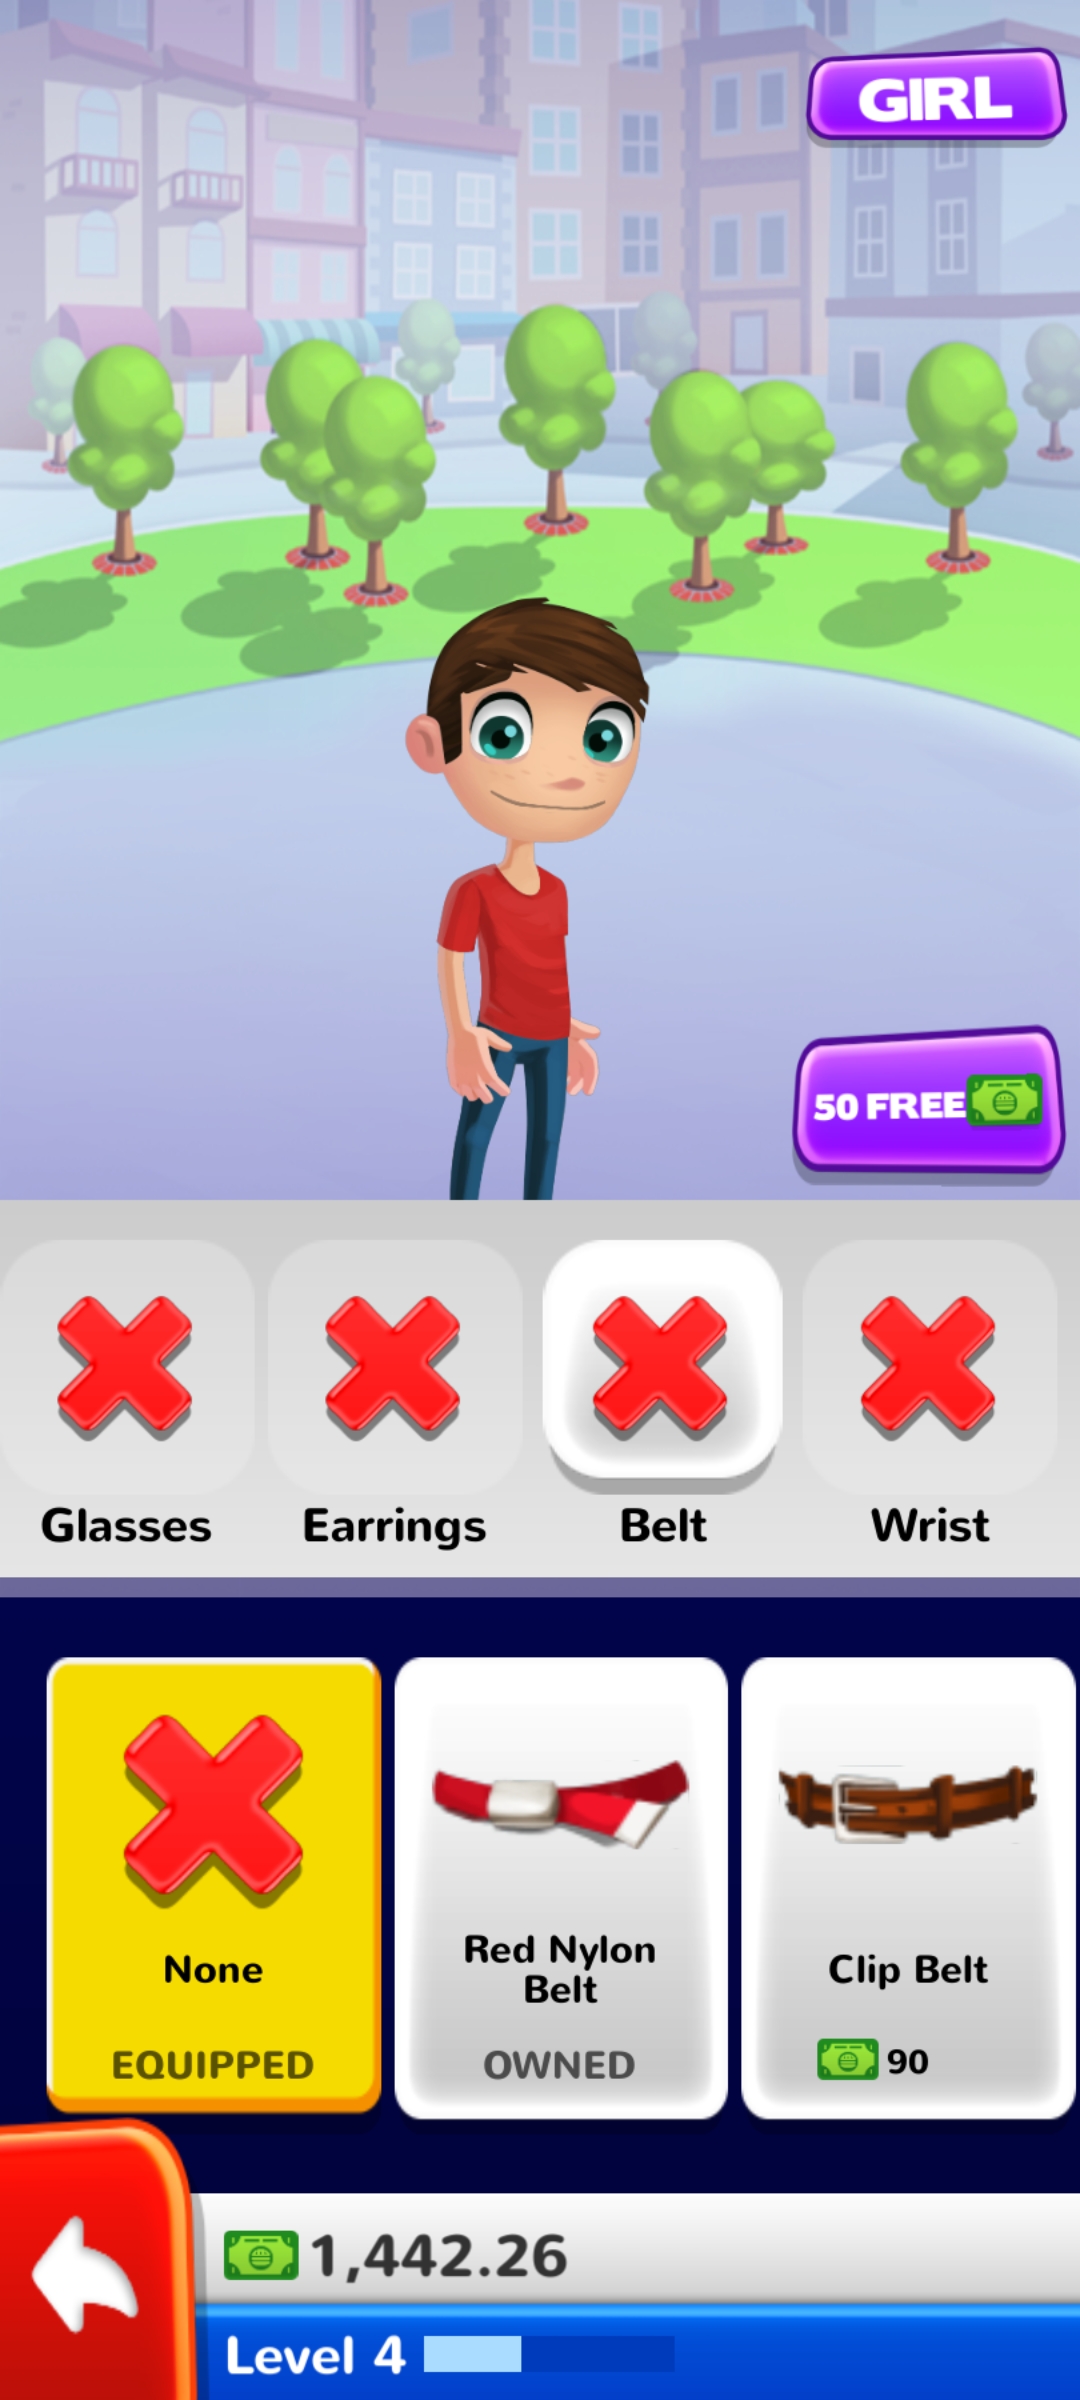 GIRL
50 FREE
Glasses
Earrings
Belt
Wrist
None
EQUIPPED
Red Nylon
Belt
OWNED
Clip Belt
90
1,442.26
Level 4